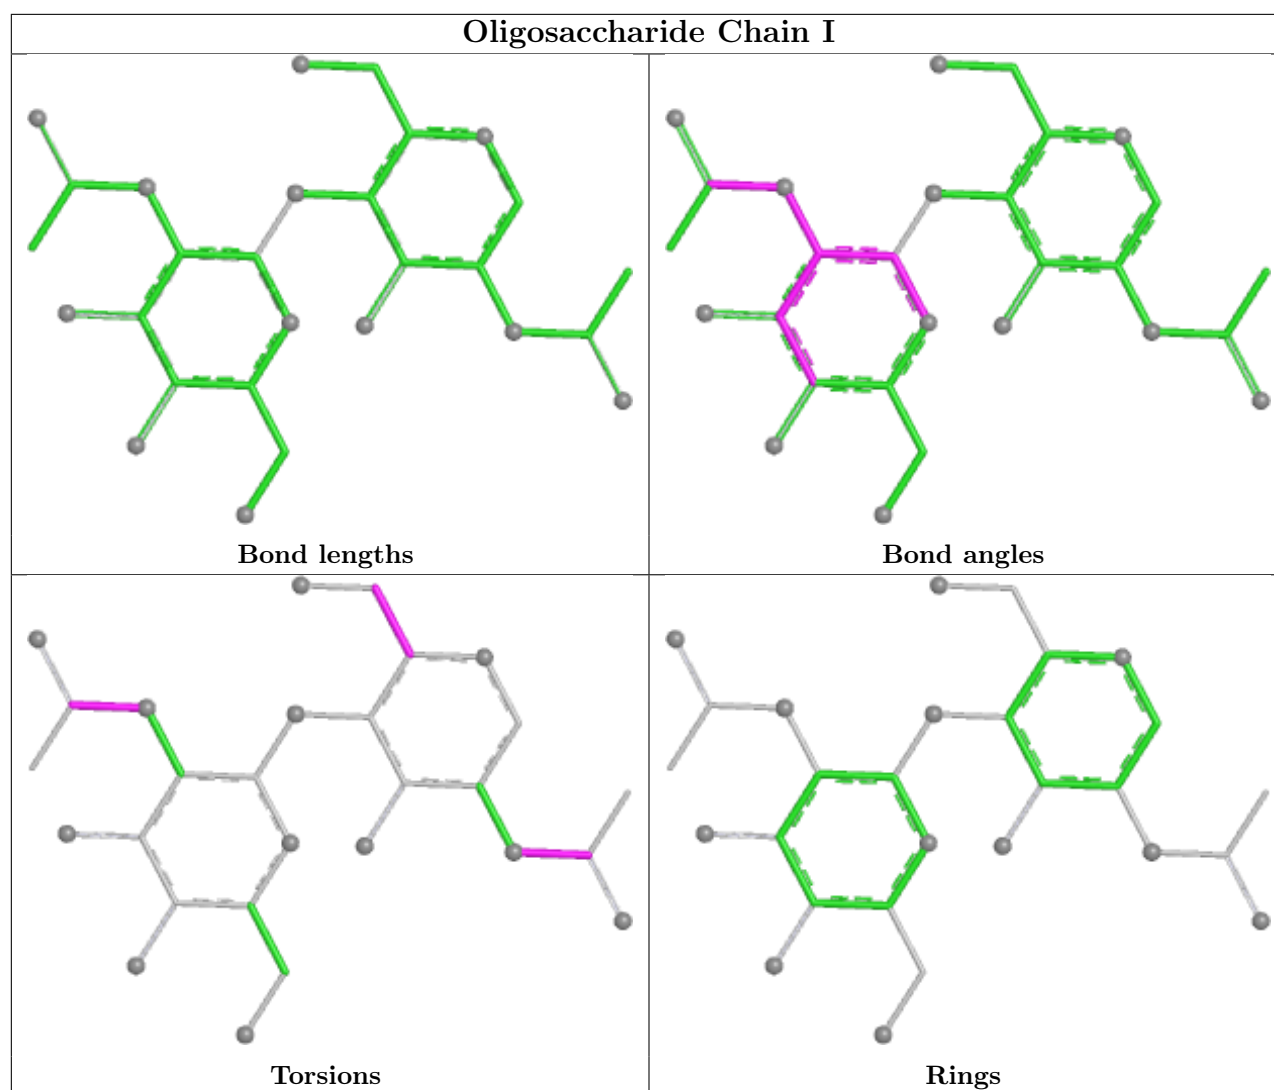 Oligosaccharide Chain I
Bond lengths
Bond angles
Torsions
Rings